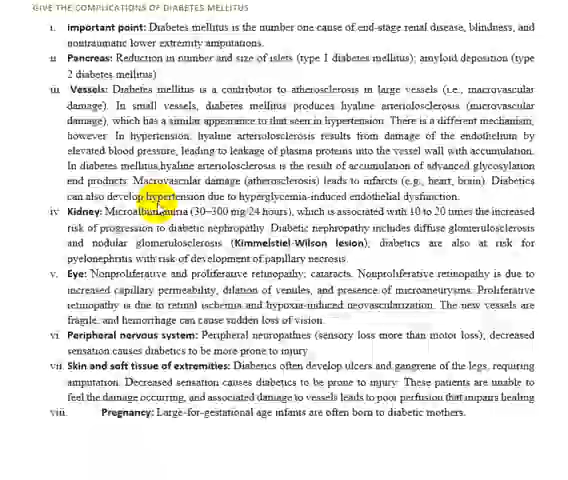 GIVE THE COMPLICATIONS OF DIABETES MELLITUS
i. Important point: Diabetes mellitus is the number one cause of end-stage renal disease, blindness, and
nontraumatic lower extremity amputations.
ii. Pancreas: Reduction in number and size of islets (type 1 diabetes mellitus); amyloid deposition (type
2 diabetes mellitus)
iii. Vessels: Diabetes mellitus is a contributor to atherosclerosis in large vessels (i.e., macrovascular
damage). In small vessels, diabetes mellitus produces hyaline arteriolosclerosis (microvascular
damage), which has a similar appearance to that seen in hypertension. There is a different mechanism,
however. In hypertension, hyaline arteriolosclerosis results from damage of the endothelium by
elevated blood pressure, leading to leakage of plasma proteins into the vessel wall with accumulation.
In diabetes mellitus,hyaline arteriolosclerosis is the result of accumulation of advanced glycosylation
end products. Macrovascular damage (atherosclerosis) leads to infarcts (e.g., heart, brain). Diabetics
can also develop hypertension due to hyperglycemia-induced endothelial dysfunction.
iv. Kidney: Microalbuminuria (30–300 mg/24 hours), which is associated with 10 to 20 times the increased
risk of progression to diabetic nephropathy. Diabetic nephropathy includes diffuse glomerulosclerosis
and nodular glomerulosclerosis (Kimmelstiel-Wilson lesion); diabetics are also at risk for
pyelonephritis with risk of development of papillary necrosis.
v. Eye: Nonproliferative and proliferative retinopathy; cataracts. Nonproliferative retinopathy is due to
increased capillary permeability, dilation of venules, and presence of microaneurysms. Proliferative
retinopathy is due to retinal ischemia and hypoxia-induced neovascularization. The new vessels are
fragile, and hemorrhage can cause sudden loss of vision.
vi. Peripheral nervous system: Peripheral neuropathies (sensory loss more than motor loss), decreased
sensation causes diabetics to be more prone to injury
vii. Skin and soft tissue of extremities: Diabetics often develop ulcers and gangrene of the legs, requiring
amputation. Decreased sensation causes diabetics to be prone to injury. These patients are unable to
feel the damage occurring, and associated damage to vessels leads to poor perfusion that impairs healing
viii. Pregnancy: Large-for-gestational age infants are often born to diabetic mothers.